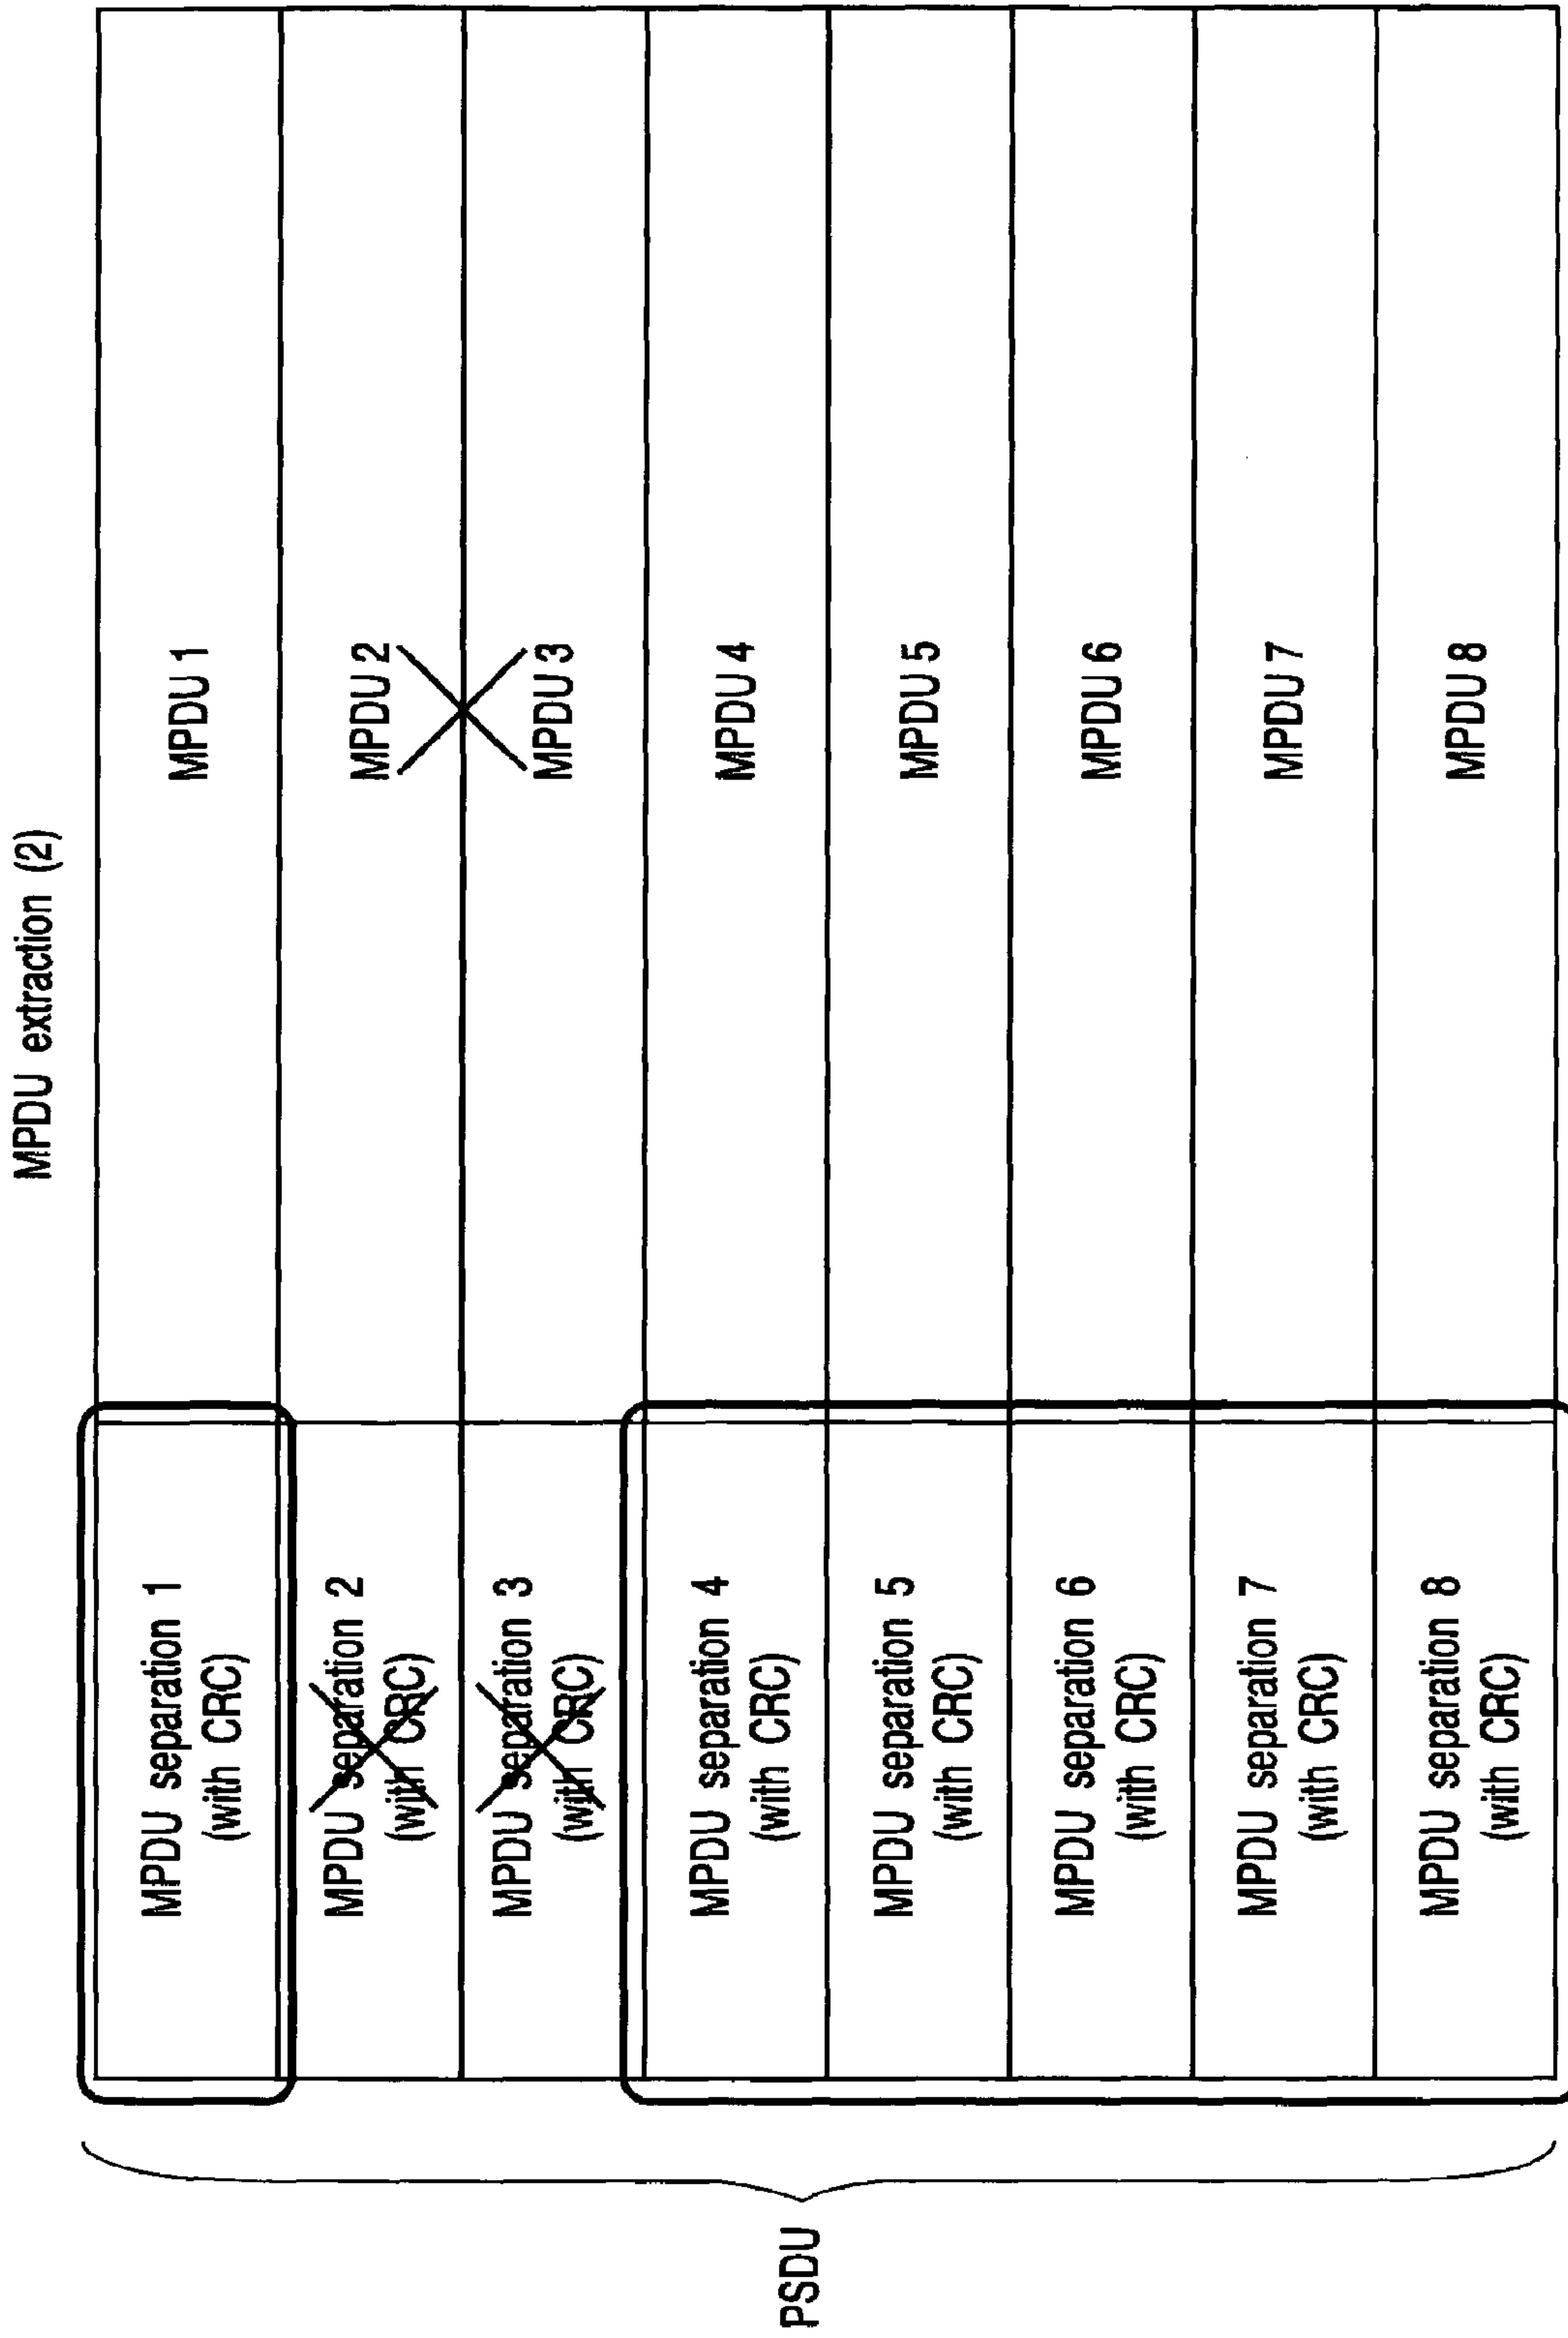 MPDU extraction (2)
PSDU
MPDU separation 1
(with CRC)
MPDU 1
MPDU separation 2
(with CRC)
MPDU 2
MPDU separation 3
(with CRC)
MPDU 3
MPDU separation 4
(with CRC)
MPDU 4
MPDU separation 5
(with CRC)
MPDU 5
MPDU separation 6
(with CRC)
MPDU 6
MPDU separation 7
(with CRC)
MPDU 7
MPDU separation 8
(with CRC)
MPDU 8